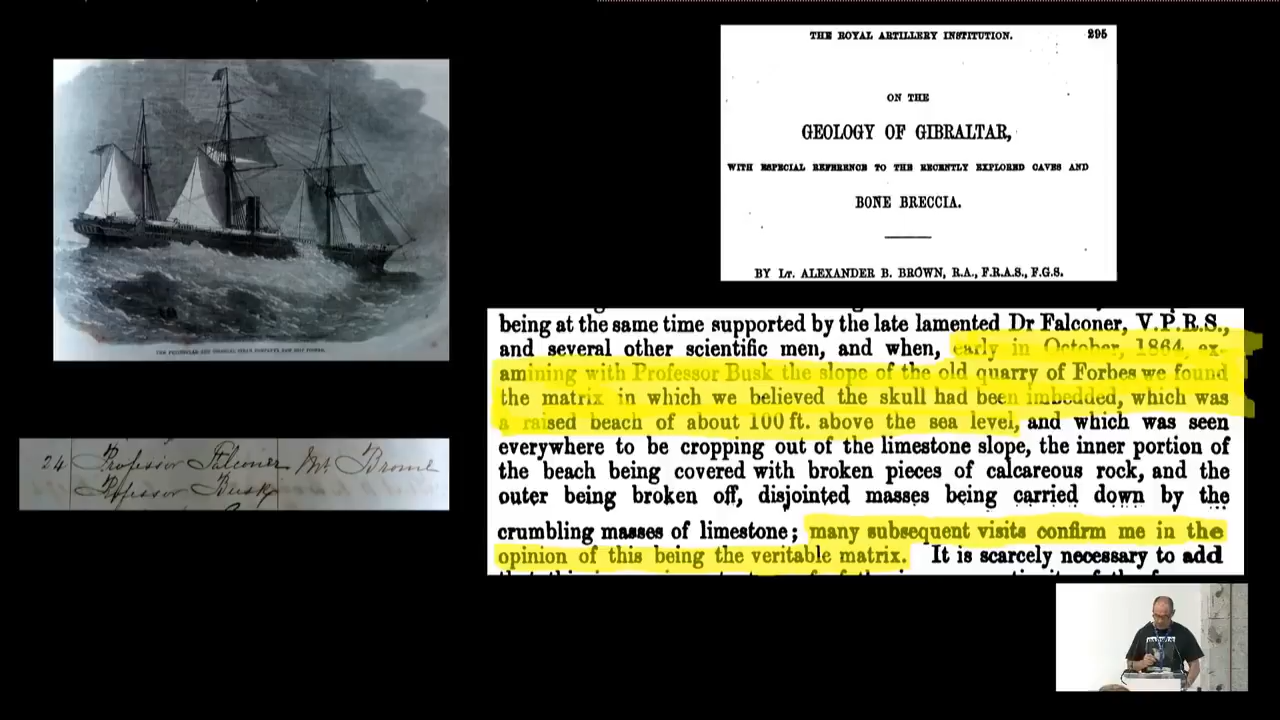 THE ROYAL ARTILLERY INSTITUTION. 295
ON THE
GEOLOGY OF GIBRALTAR,
WITH ESPECIAL REFERENCE TO THE RECENTLY EXPLORED CAVES AND
BONE BRECCIA.
BY LT. ALEXANDER B. BROWN, R.A., F.R.A.S., F.G.S.
being at the same time supported by the late lamented Dr Falconer, V.P.R.S.,
and several other scientific men, and when, early in October, 1864, ex-
amining with Professor Busk the slope of the old quarry of Forbes we found
the matrix in which we believed the skull had been imbedded, which was
a raised beach of about 100 ft. above the sea level, and which was seen
everywhere to be cropping out of the limestone slope, the inner portion of
the beach being covered with broken pieces of calcareous rock, and the
outer being broken off, disjointed masses being carried down by the
crumbling masses of limestone; many subsequent visits confirm me in the
opinion of this being the veritable matrix. It is scarcely necessary to add
24 Professor Falconer Mr. Brome
Professor Busk